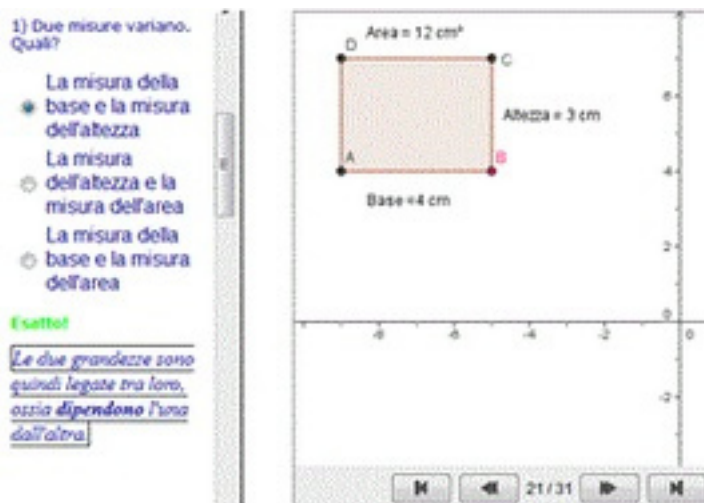 1) Due misure variano.
Quali?
La misura della
base e la misura
dell'altezza
La misura
dell'altezza e la
misura dell'area
La misura della
base e la misura
dell'area
Esatto!
Le due grandezze sono
quindi legate tra loro,
ossia dipendono l'una
dall'altra.
Area = 12 cm²
D
C
Altezza = 3 cm
A
B
Base =4 cm
6
4
2
0
-8
-6
-4
-2
0
-2
21 / 31